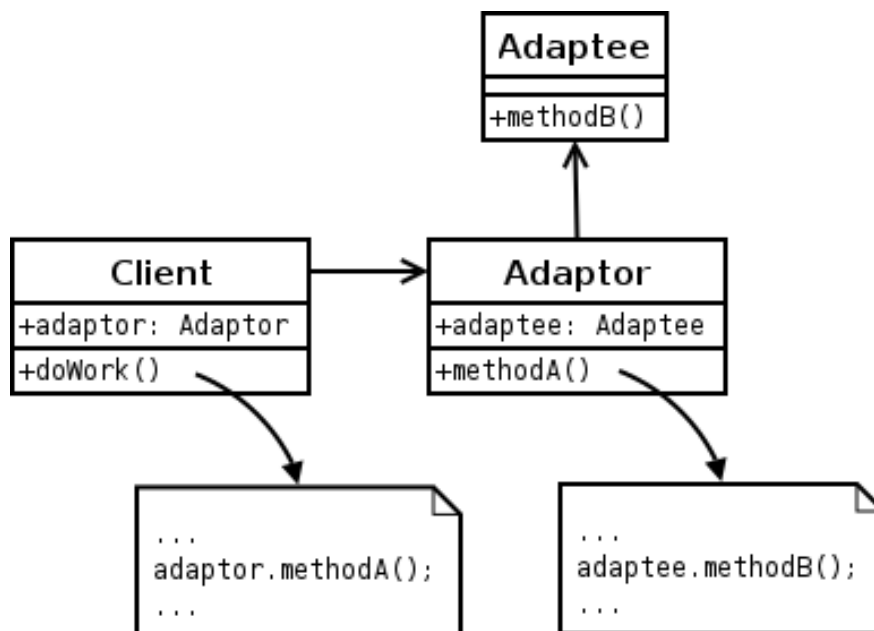 Adaptee
+methodB()
Client
+adaptor: Adaptor
+doWork()
Adaptor
+adaptee: Adaptee
+methodA()
...
adaptor.methodA();
...
...
adaptee.methodB();
...